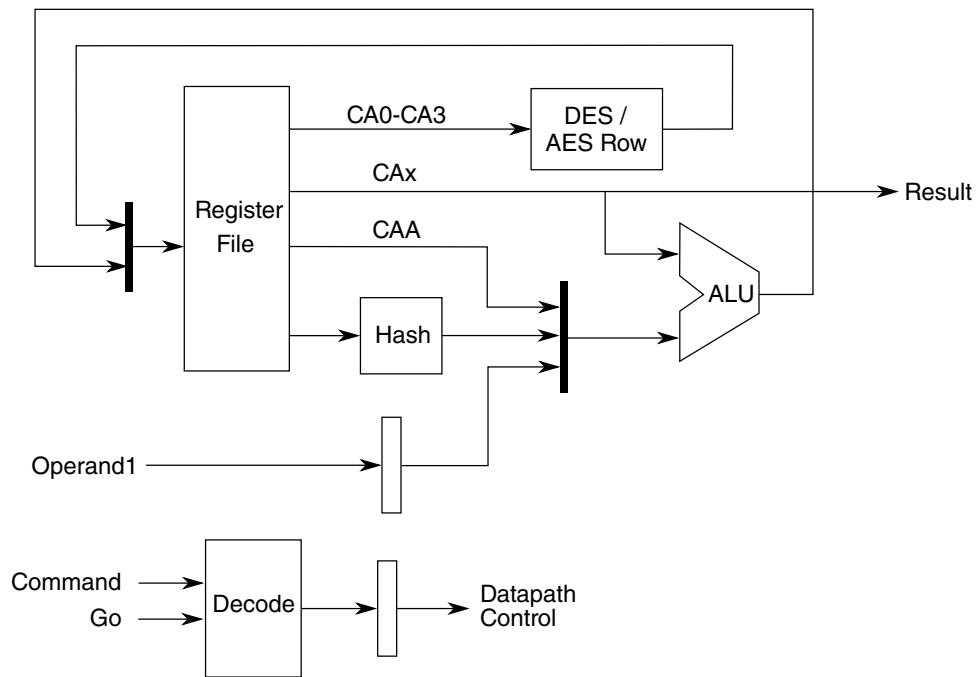 CA0-CA3
DES /
AES Row
CAx
Result
Register
File
CAA
ALU
Hash
Operand1
Command
Go
Decode
Datapath
Control